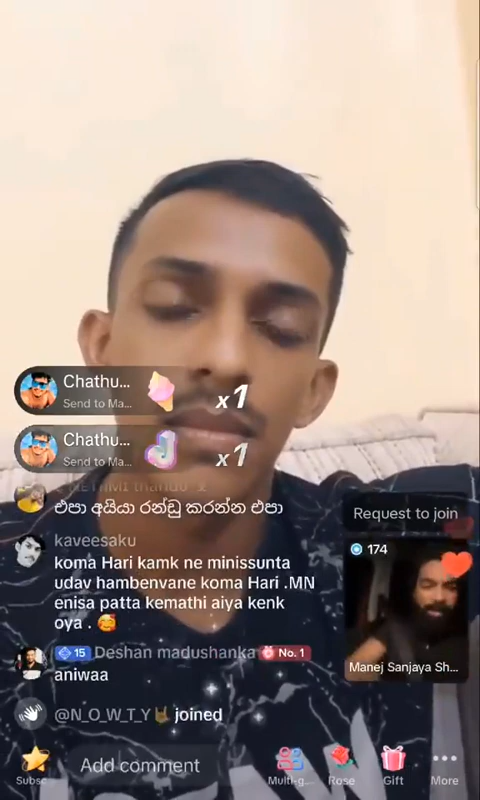 Chathu...
Send to Ma...
x1
Chathu...
Send to Ma...
x1
එපා අයියා රන්ඩු කරන්න එපා
Request to join
kaveesaku
koma Hari kamk ne minissunta
udav hambenvane koma Hari .MN
enisa patta kemathi aiya kenk
oya . 🥰
174
15 Deshan madushanka No. 1
aniwaa
Manej Sanjaya Sh...
@N_O_W_T_Y🤘 joined
Subsc
Add comment
Multi-g...
Rose
Gift
More